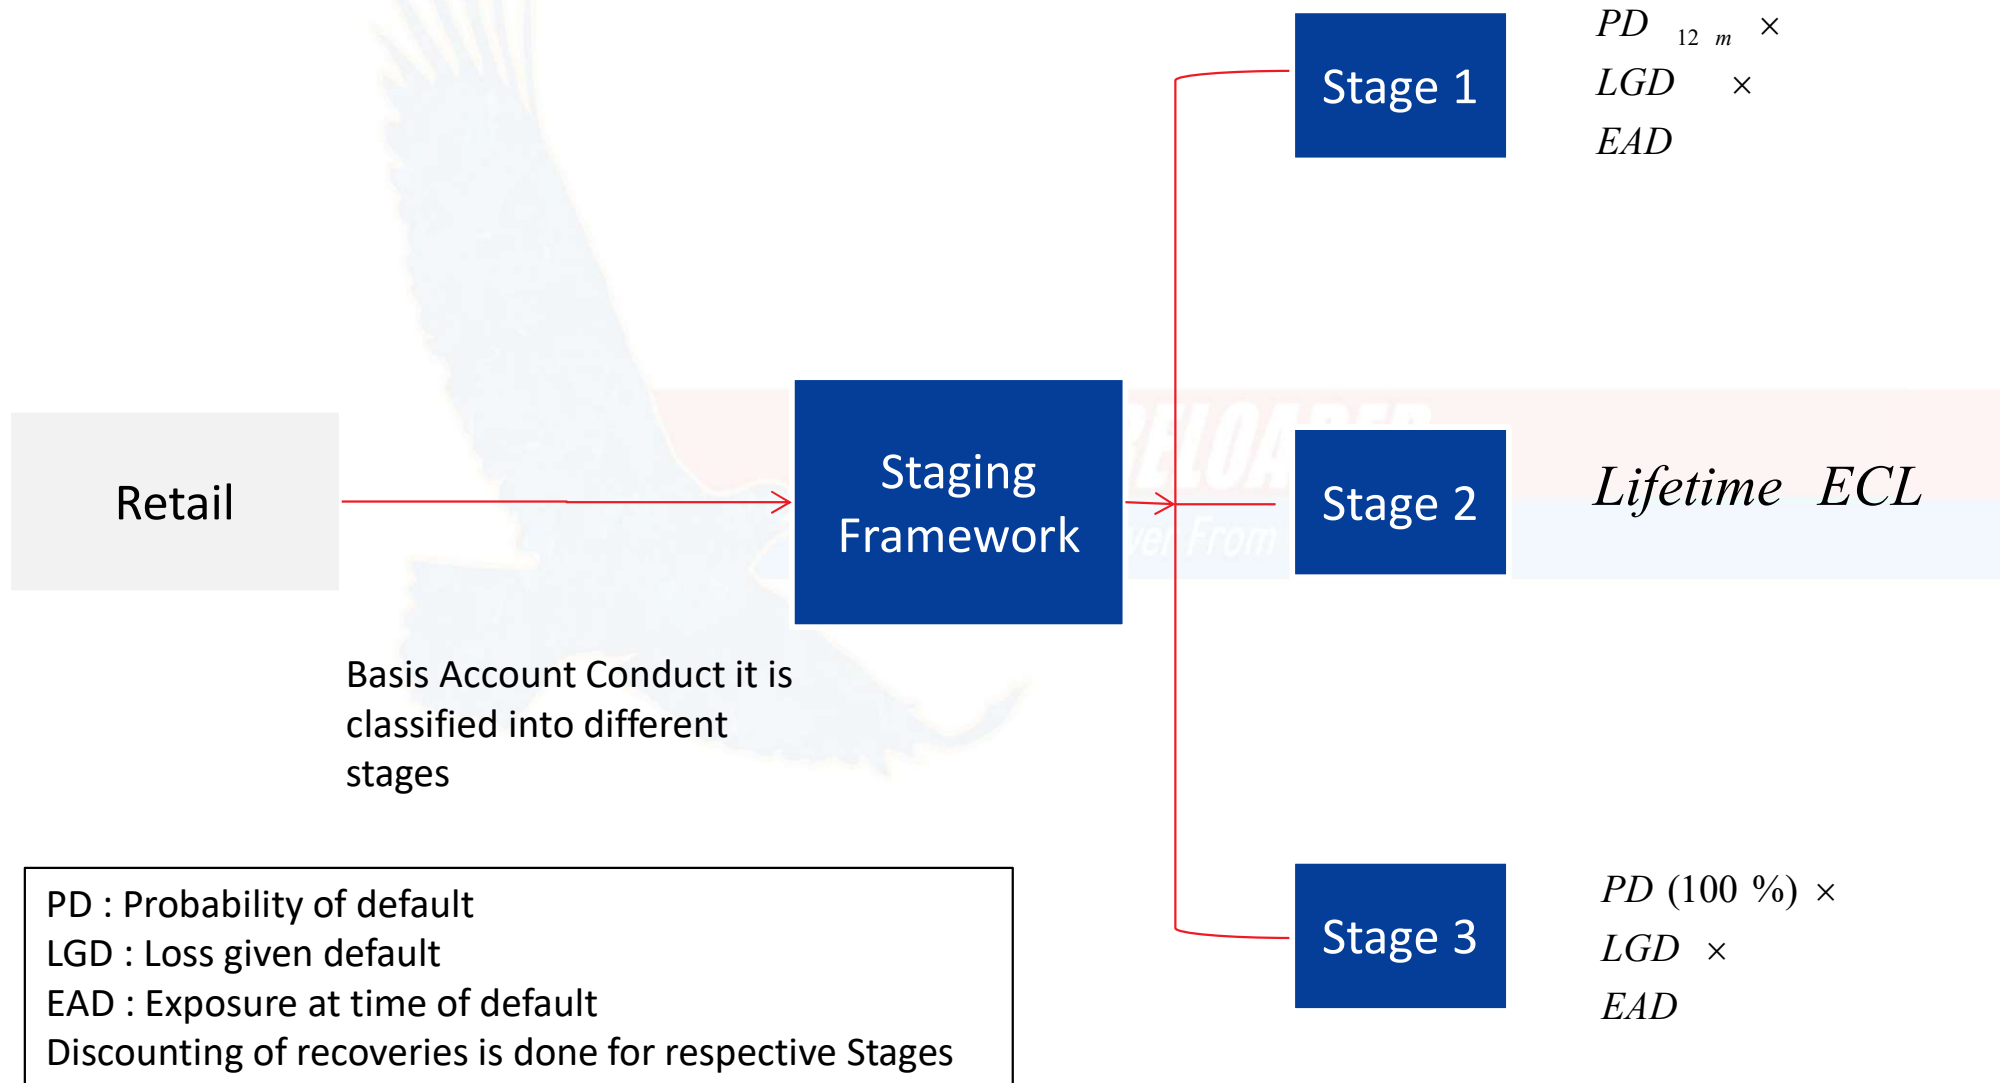 PD 12 m ×
LGD ×
EAD
Stage 1
Retail
Staging
Framework
Stage 2
Lifetime ECL
Basis Account Conduct it is
classified into different
stages
Stage 3
PD (100 %) ×
LGD ×
EAD
PD : Probability of default
LGD : Loss given default
EAD : Exposure at time of default
Discounting of recoveries is done for respective Stages